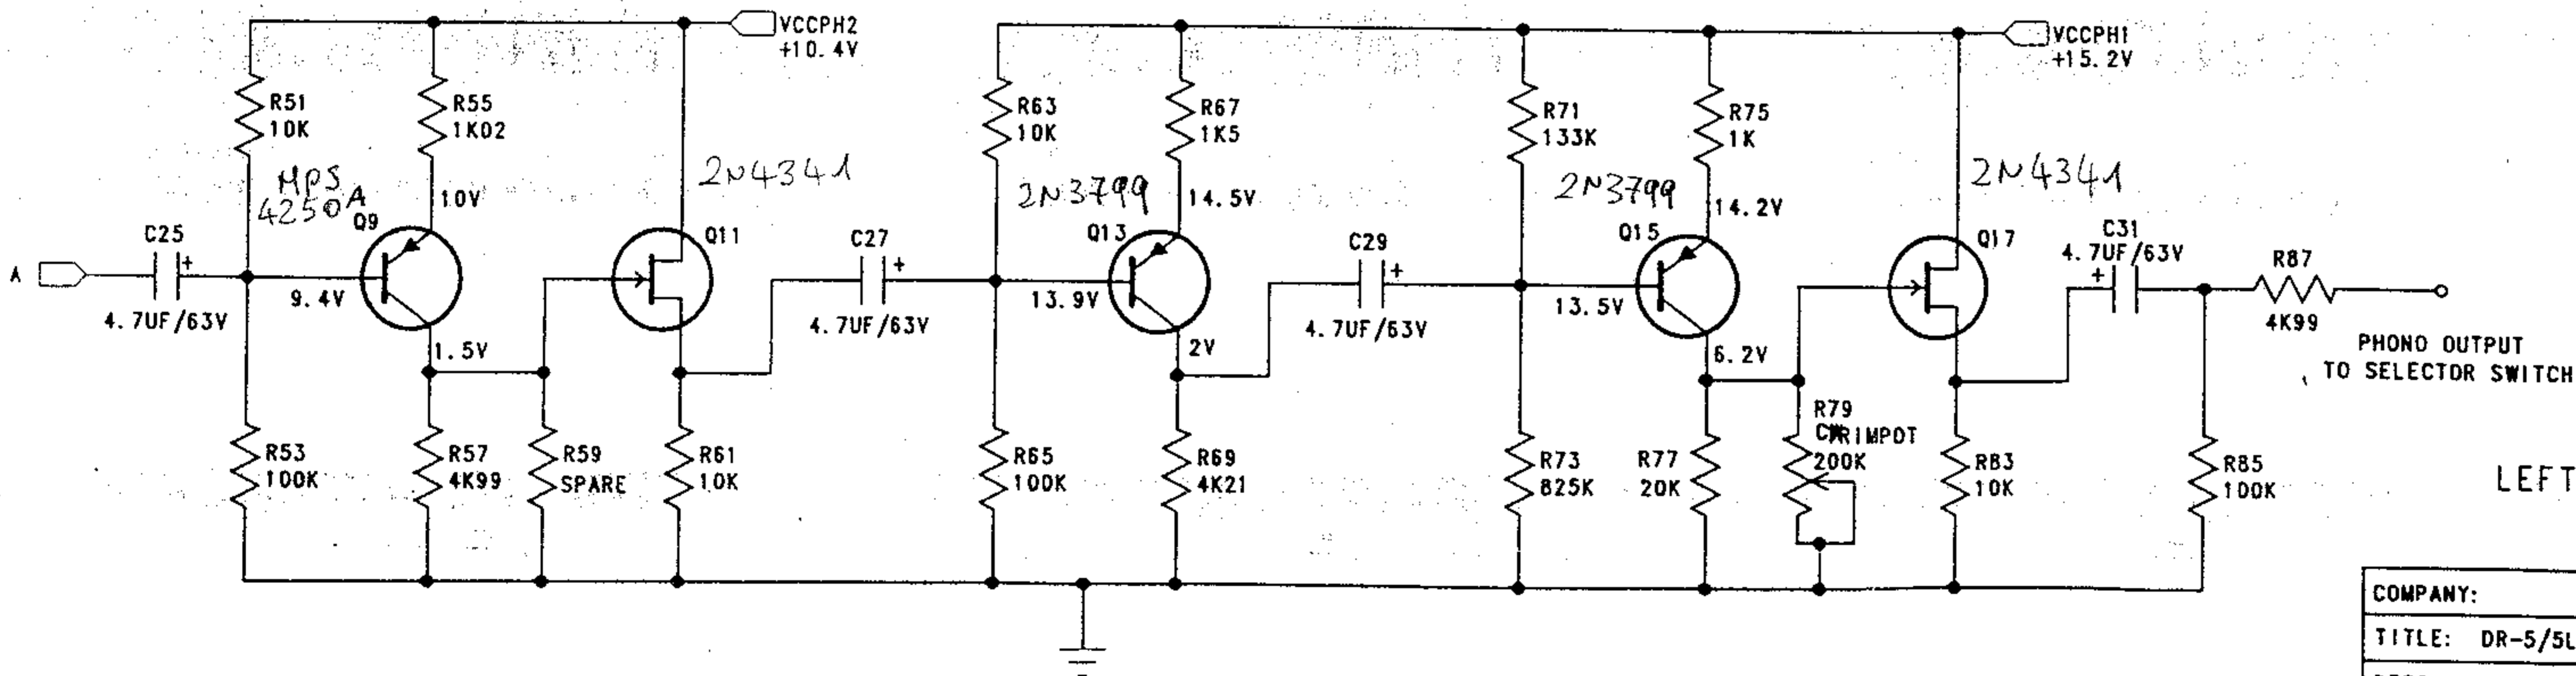 VCCPH2
+10.4V
VCCPH1
+15.2V
R51
10K
R55
1K02
R63
10K
R67
1K5
R71
133K
R75
1K
MPS
4250A
Q9
10V
2N4341
Q11
2N3799
14.5V
Q13
2N3799
14.2V
Q15
2N4341
Q17
A
C25
4.7UF/63V
9.4V
1.5V
C27
4.7UF/63V
13.9V
2V
C29
4.7UF/63V
13.5V
6.2V
C31
4.7UF/63V
R87
4K99
PHONO OUTPUT
TO SELECTOR SWITCH
R53
100K
R57
4K99
R59
SPARE
R61
10K
R65
100K
R69
4K21
R73
825K
R77
20K
R79
TRIMPOT
200K
R83
10K
R85
100K
LEFT
COMPANY:
TITLE: DR-5/5L